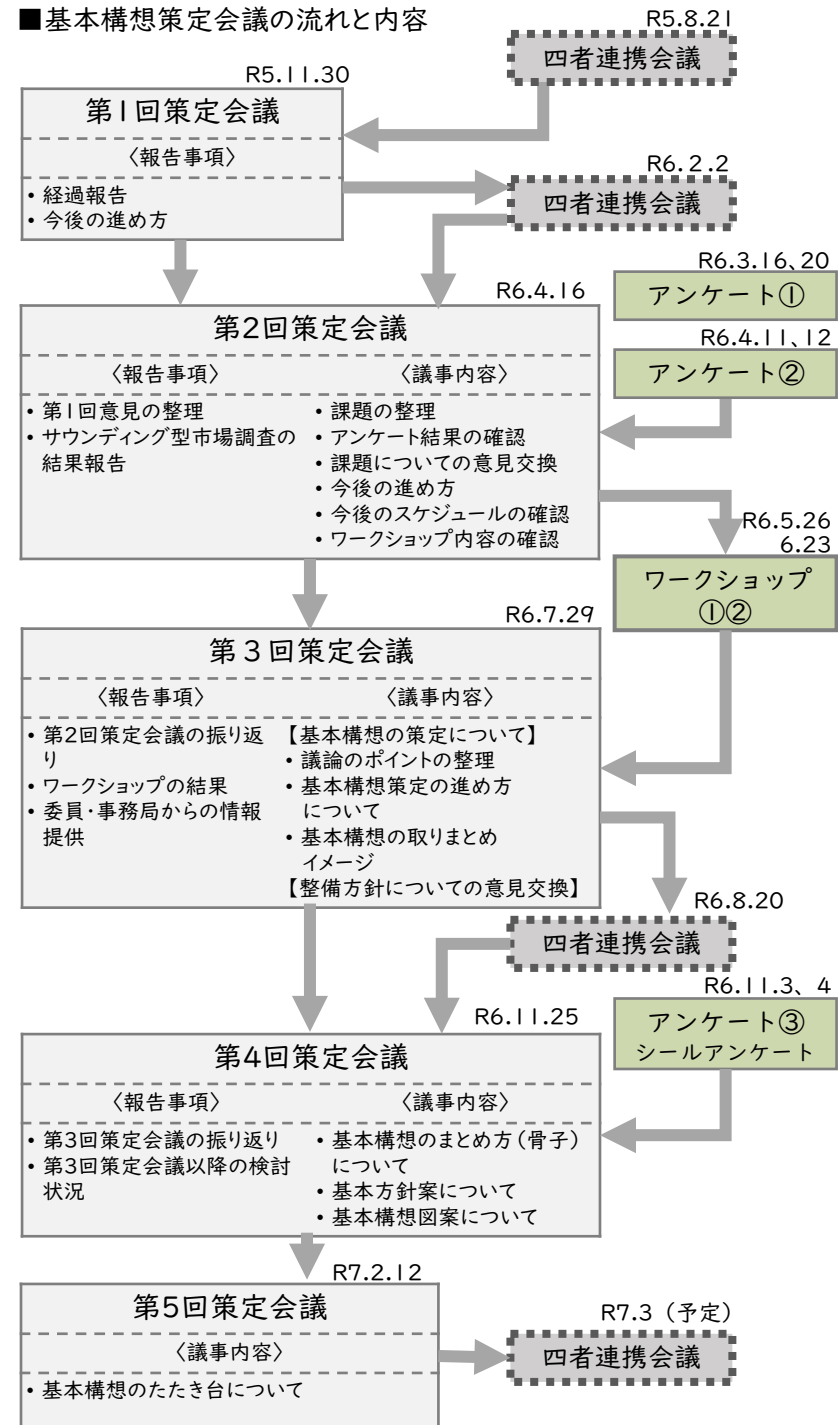 ■基本構想策定会議の流れと内容
R5.8.21
四者連携会議
R5.11.30
第1回策定会議
〈報告事項〉
・経過報告
・今後の進め方
R6.2.2
四者連携会議
R6.3.16、20
アンケート①
R6.4.11、12
アンケート②
R6.4.16
第2回策定会議
〈報告事項〉
・第1回意見の整理
・サウンディング型市場調査の
結果報告
〈議事内容〉
・課題の整理
・アンケート結果の確認
・課題についての意見交換
・今後の進め方
・今後のスケジュールの確認
・ワークショップ内容の確認
R6.5.26
6.23
ワークショップ
①②
R6.7.29
第3回策定会議
〈報告事項〉
・第2回策定会議の振り返
り
・ワークショップの結果
・委員・事務局からの情報
提供
〈議事内容〉
【基本構想の策定について】
・議論のポイントの整理
・基本構想策定の進め方
について
・基本構想の取りまとめ
イメージ
【整備方針についての意見交換】
R6.8.20
四者連携会議
R6.11.3、4
アンケート③
シールアンケート
R6.11.25
第4回策定会議
〈報告事項〉
・第3回策定会議の振り返り
・第3回策定会議以降の検討
状況
〈議事内容〉
・基本構想のまとめ方(骨子)
について
・基本方針案について
・基本構想図案について
R7.2.12
第5回策定会議
〈議事内容〉
・基本構想のたたき台について
R7.3(予定)
四者連携会議